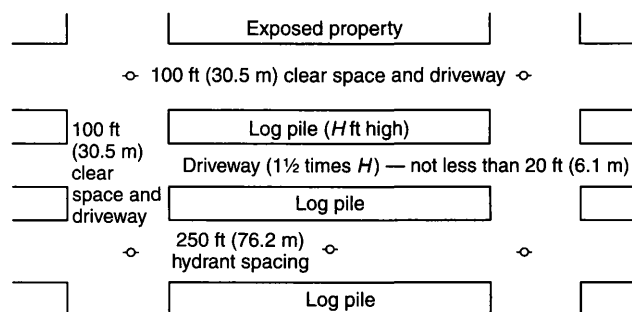 Exposed property
100 ft (30.5 m) clear space and driveway
100 ft
(30.5 m)
clear
space and
driveway
Log pile (H ft high)
Driveway (1½ times H) — not less than 20 ft (6.1 m)
Log pile
250 ft (76.2 m)
hydrant spacing
Log pile